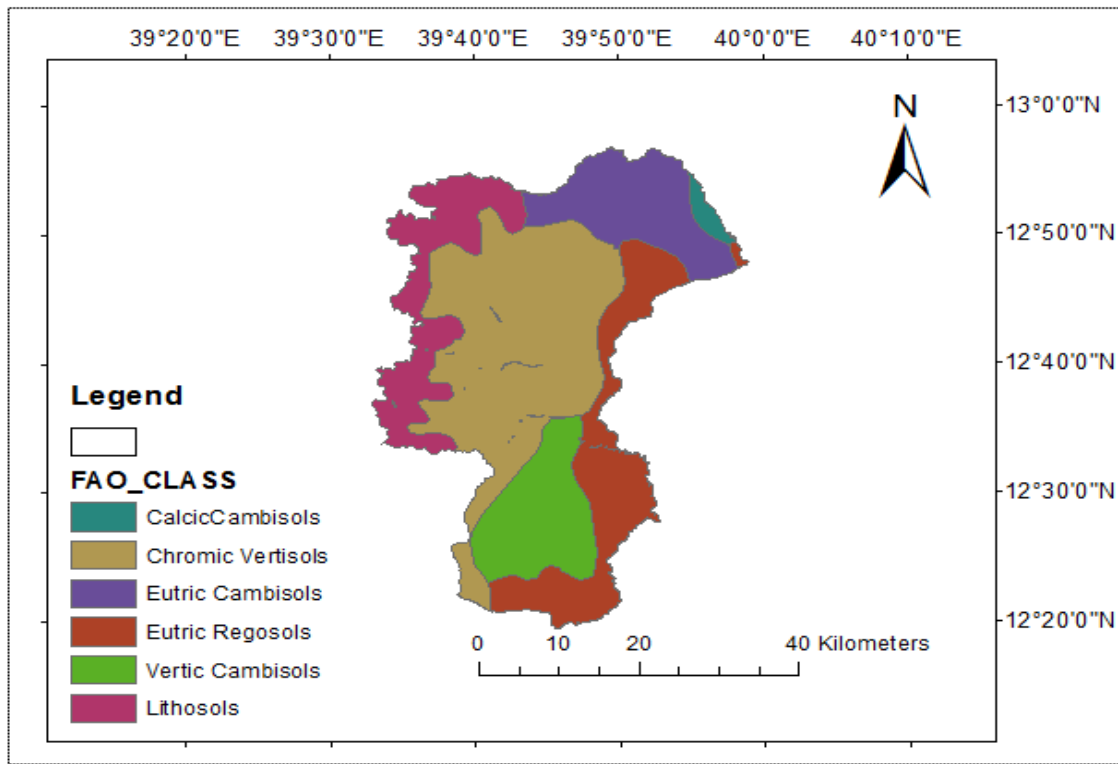 39°20'0"E 39°30'0"E 39°40'0"E 39°50'0"E 40°0'0"E 40°10'0"E
13°0'0"N
N
12°50'0"N
12°40'0"N
Legend
FAO_CLASS
12°30'0"N
CalcicCambisols
Chromic Vertisols
Eutric Cambisols
Eutric Regosols
12°20'0"N
0 10 20 40 Kilometers
Vertic Cambisols
Lithosols